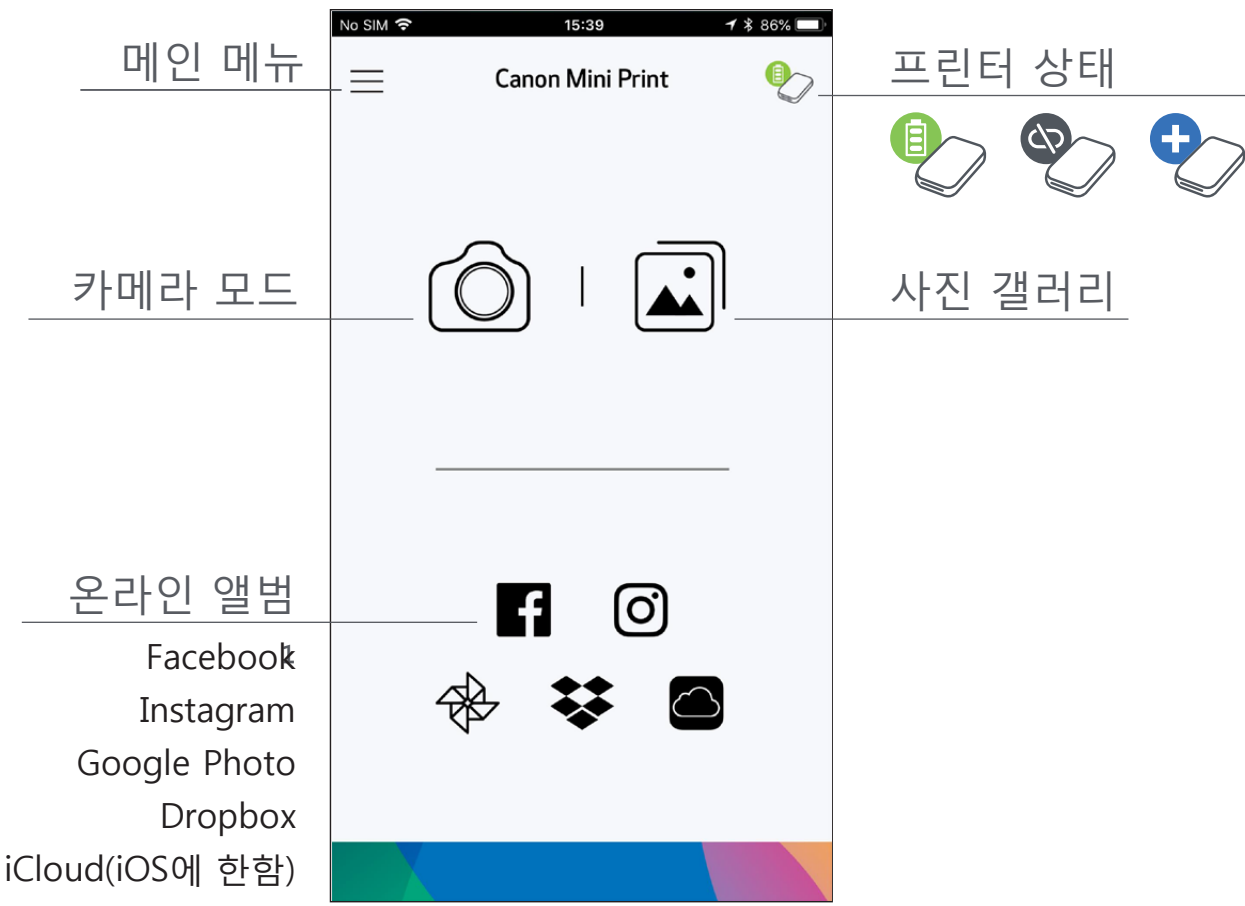 No SIM 15:39 86%
메인 메뉴
Canon Mini Print
프린터 상태
카메라 모드
사진 갤러리
온라인 앨범
Facebook
Instagram
Google Photo
Dropbox
iCloud(iOS에 한함)